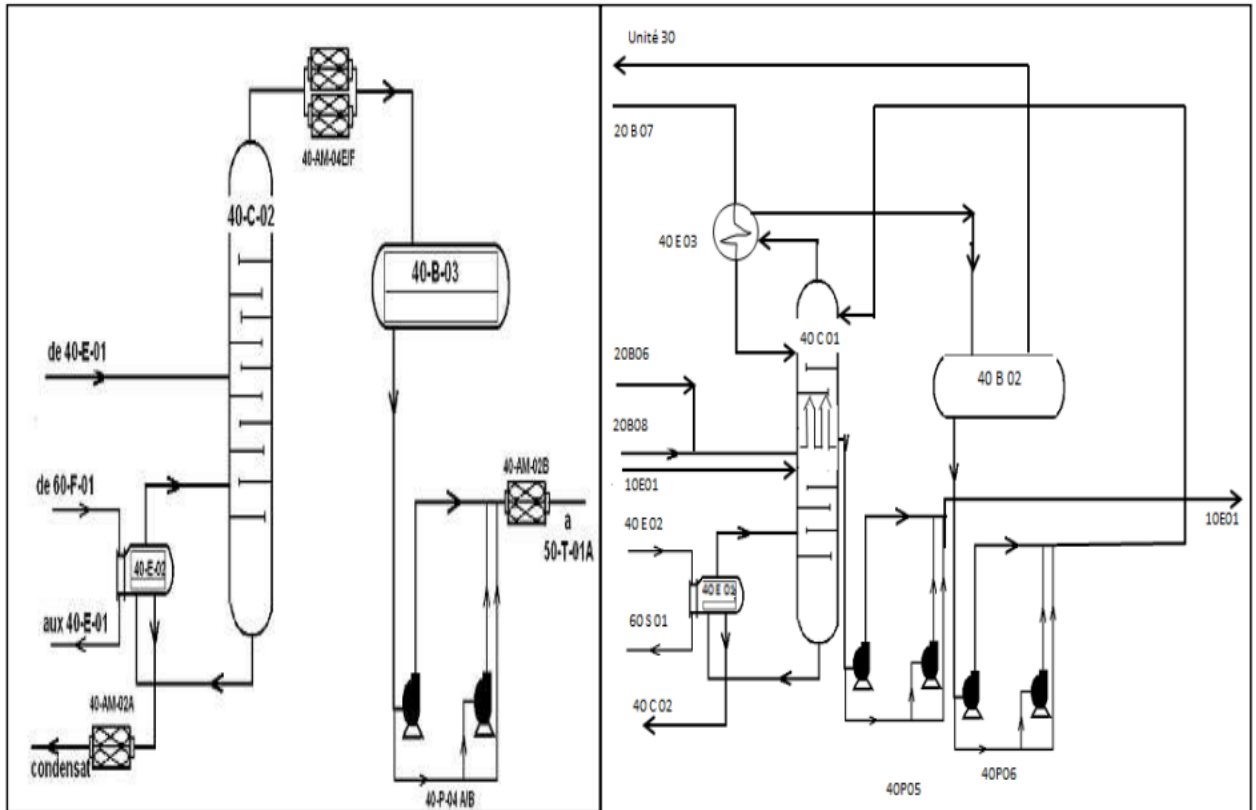 40-AM-04E/F
40-C-02
40-B-03
de 40-E-01
de 60-F-01
40-E-02
aux 40-E-01
40-AM-02A
condensat
40-AM-02B
a
50-T-01A
40-P-04 A/B
Unité 30
20 B 07
40 E 03
40 C 01
20B06
40 B 02
20B08
10E01
40 E 02
40 E 01
60 S 01
40 C 02
10E01
40P05
40P06